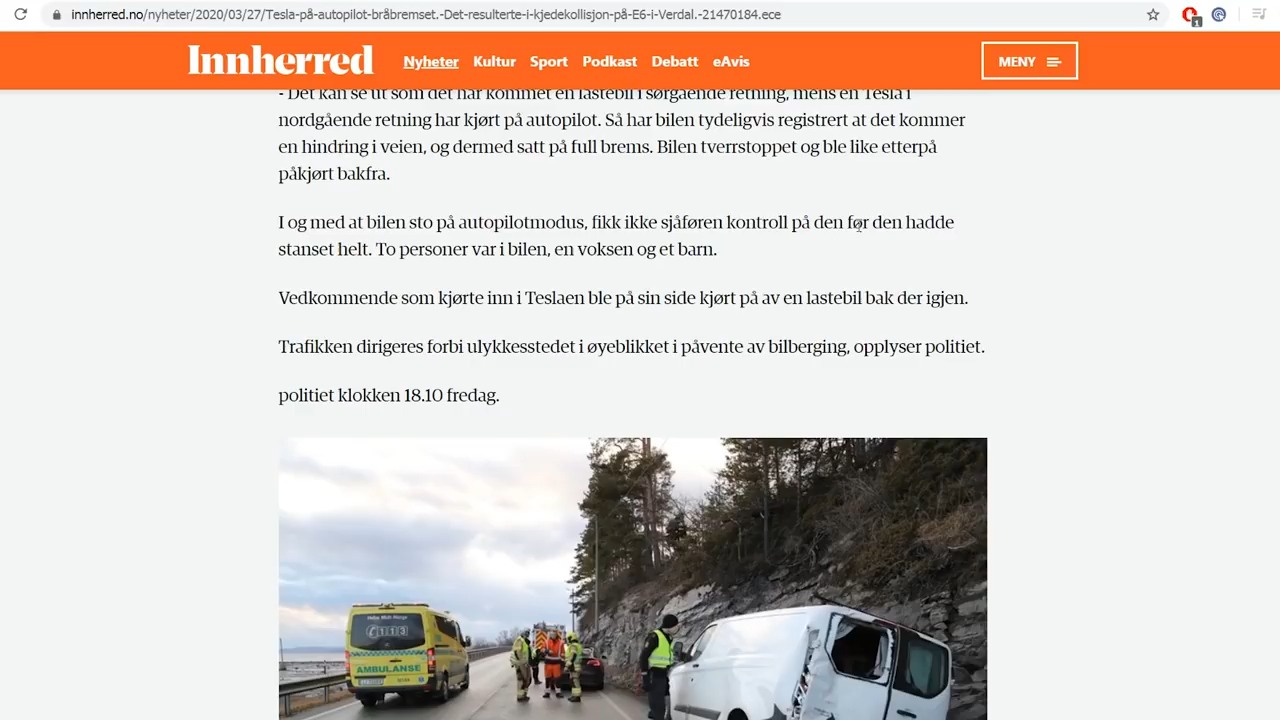 innherred.no/nyheter/2020/03/27/Tesla-på-autopilot-bråbremset.-Det-resulterte-i-kjedekollisjon-på-E6-i-Verdal.-21470184.ece
1
Innherred
Nyheter Kultur Sport Podkast Debatt eAvis
MENY
- Det kan se ut som det har kommet en lastebil i sørgående retning, mens en Tesla i
nordgående retning har kjørt på autopilot. Så har bilen tydeligvis registrert at det kommer
en hindring i veien, og dermed satt på full brems. Bilen tverrstoppet og ble like etterpå
påkjørt bakfra.
I og med at bilen sto på autopilotmodus, fikk ikke sjåføren kontroll på den før den hadde
stanset helt. To personer var i bilen, en voksen og et barn.
Vedkommende som kjørte inn i Teslaen ble på sin side kjørt på av en lastebil bak der igjen.
Trafikken dirigeres forbi ulykkesstedet i øyeblikket i påvente av bilberging, opplyser politiet.
politiet klokken 18.10 fredag.
113
AMBULANSE